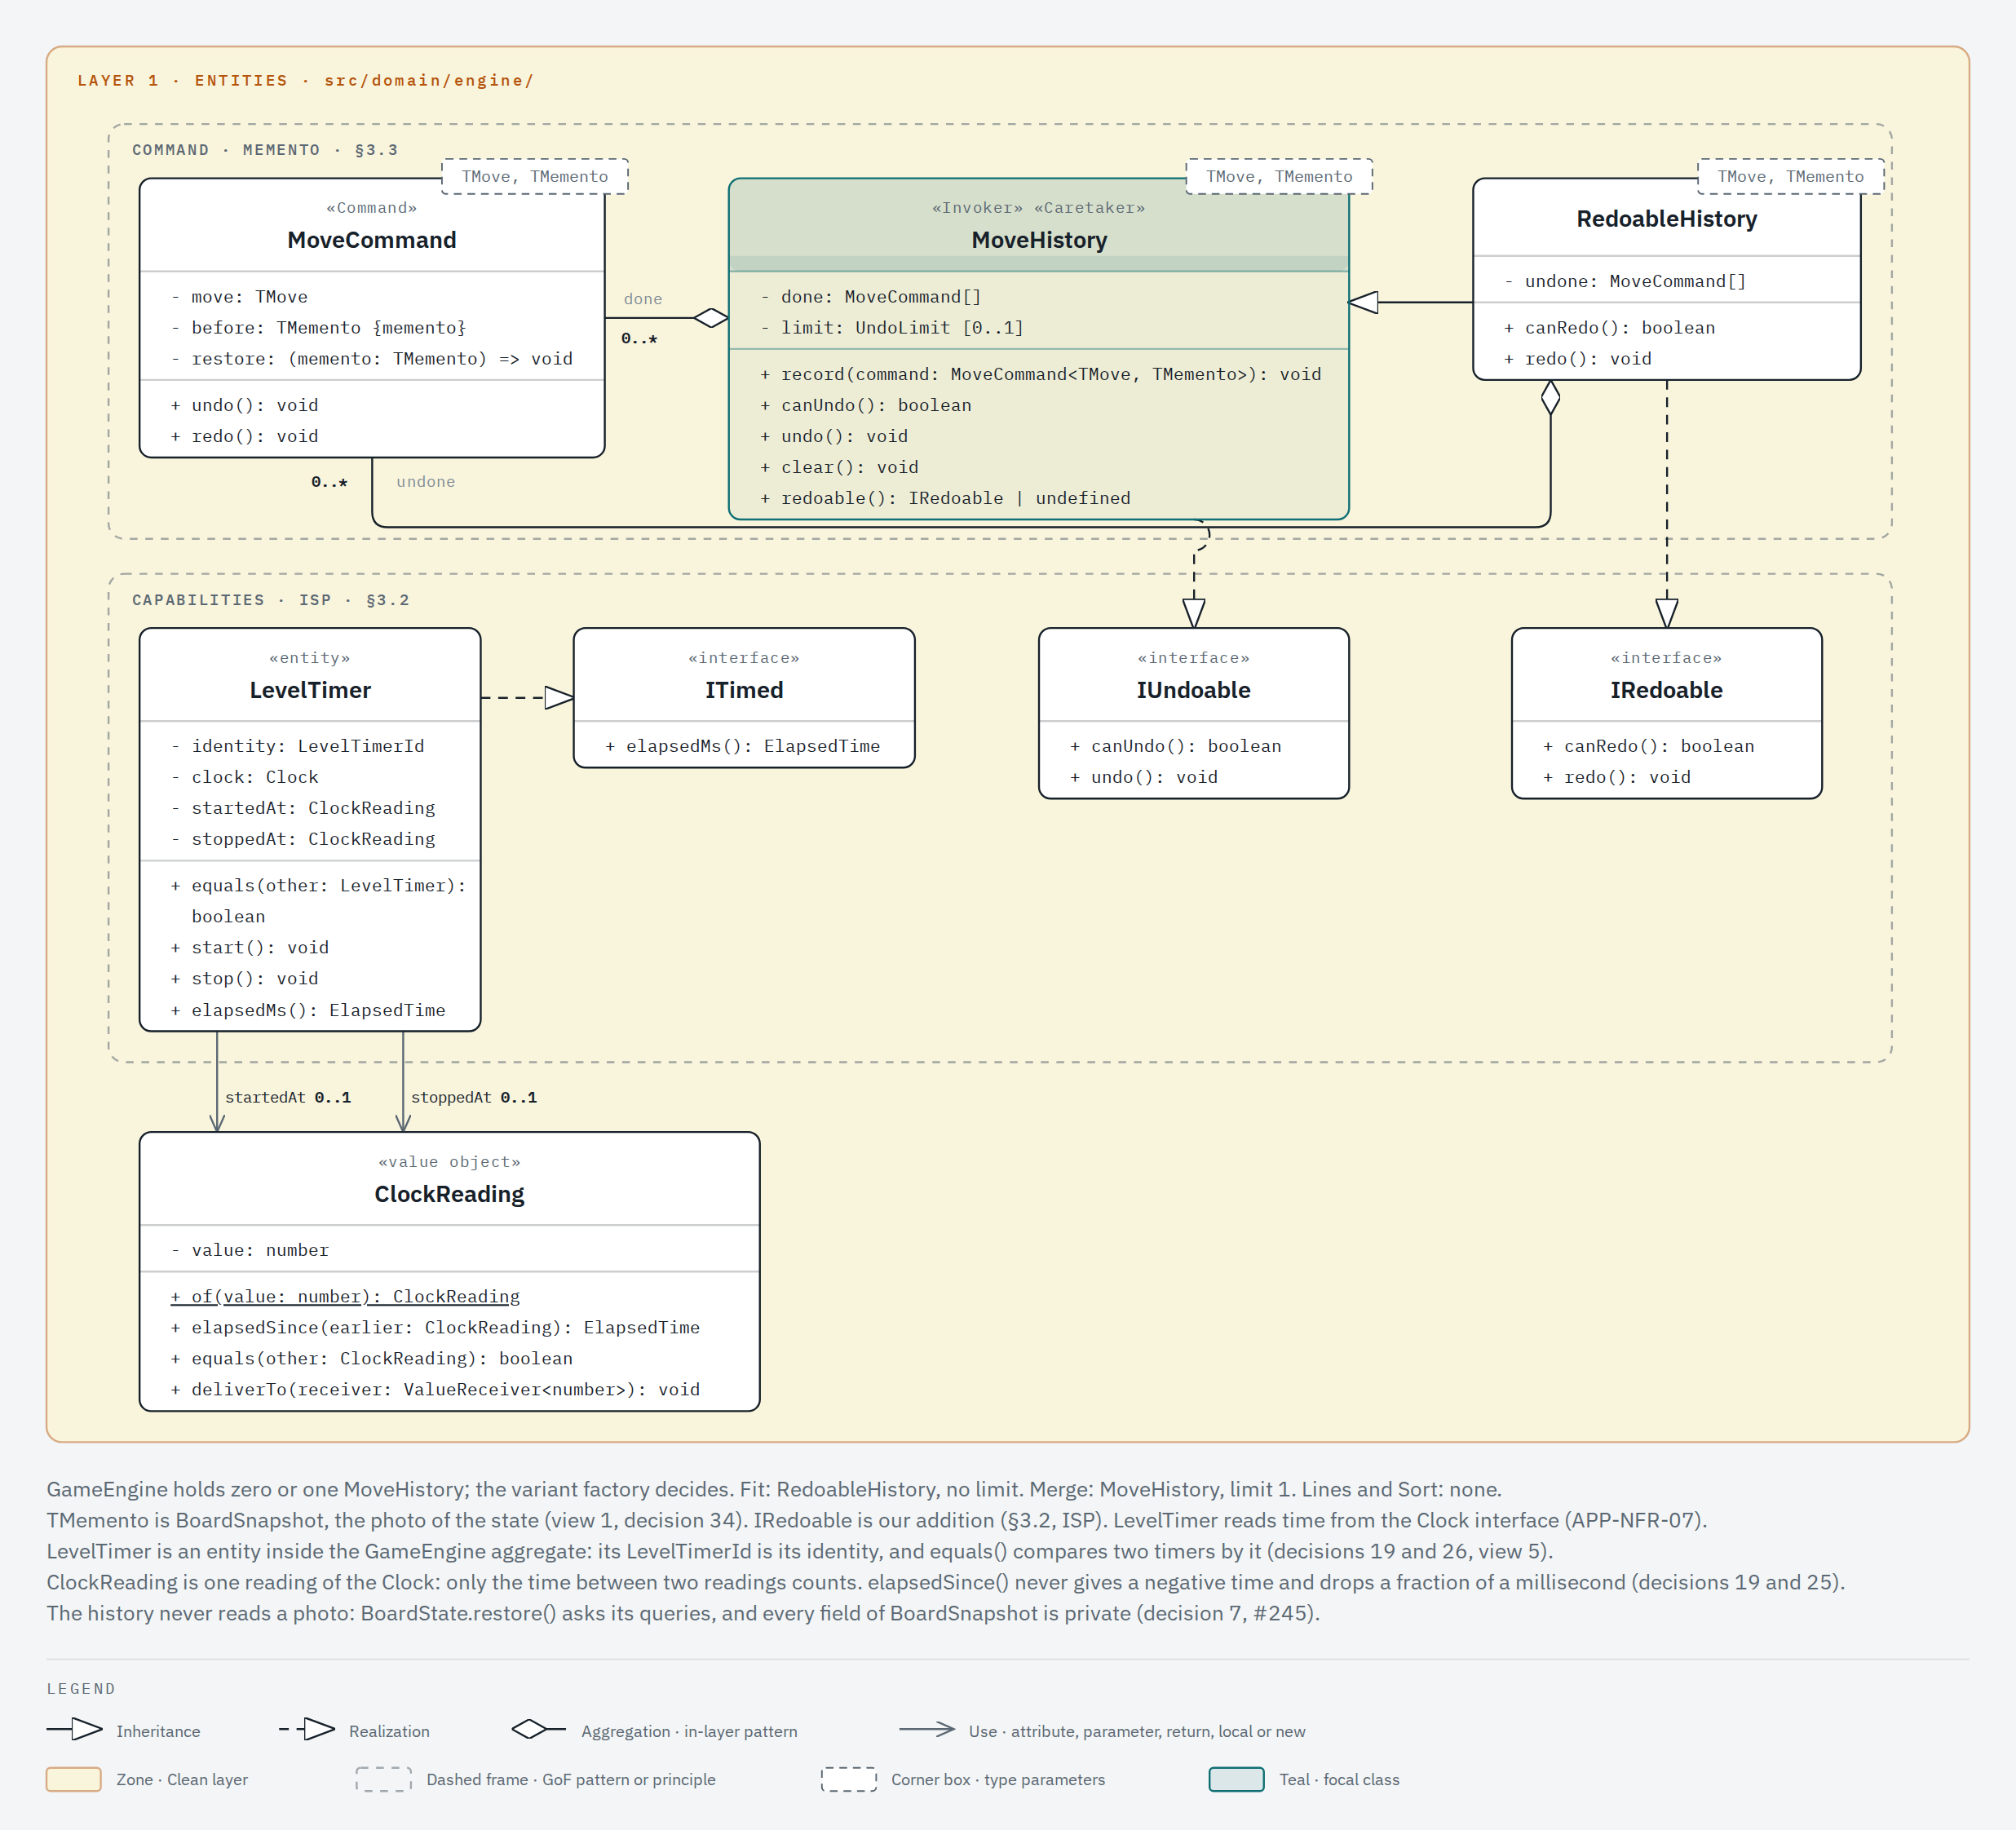 LAYER 1 · ENTITIES · src/domain/engine/
COMMAND · MEMENTO · §3.3
TMove, TMemento
«Command»
MoveCommand
- move: TMove
- before: TMemento {memento}
- restore: (memento: TMemento) => void
+ undo(): void
+ redo(): void
done
0..*
TMove, TMemento
«Invoker» «Caretaker»
MoveHistory
- done: MoveCommand[]
- limit: UndoLimit [0..1]
+ record(command: MoveCommand<TMove, TMemento>): void
+ canUndo(): boolean
+ undo(): void
+ clear(): void
+ redoable(): IRedoable | undefined
TMove, TMemento
RedoableHistory
- undone: MoveCommand[]
+ canRedo(): boolean
+ redo(): void
0..*
undone
CAPABILITIES · ISP · §3.2
«entity»
LevelTimer
- identity: LevelTimerId
- clock: Clock
- startedAt: ClockReading
- stoppedAt: ClockReading
+ equals(other: LevelTimer):
boolean
+ start(): void
+ stop(): void
+ elapsedMs(): ElapsedTime
«interface»
ITimed
+ elapsedMs(): ElapsedTime
«interface»
IUndoable
+ canUndo(): boolean
+ undo(): void
«interface»
IRedoable
+ canRedo(): boolean
+ redo(): void
startedAt 0..1
stoppedAt 0..1
«value object»
ClockReading
- value: number
+ of(value: number): ClockReading
+ elapsedSince(earlier: ClockReading): ElapsedTime
+ equals(other: ClockReading): boolean
+ deliverTo(receiver: ValueReceiver<number>): void
GameEngine holds zero or one MoveHistory; the variant factory decides. Fit: RedoableHistory, no limit. Merge: MoveHistory, limit 1. Lines and Sort: none.
TMemento is BoardSnapshot, the photo of the state (view 1, decision 34). IRedoable is our addition (§3.2, ISP). LevelTimer reads time from the Clock interface (APP-NFR-07).
LevelTimer is an entity inside the GameEngine aggregate: its LevelTimerId is its identity, and equals() compares two timers by it (decisions 19 and 26, view 5).
ClockReading is one reading of the Clock: only the time between two readings counts. elapsedSince() never gives a negative time and drops a fraction of a millisecond (decisions 19 and 25).
The history never reads a photo: BoardState.restore() asks its queries, and every field of BoardSnapshot is private (decision 7, #245).
LEGEND
Inheritance
Realization
Aggregation · in-layer pattern
Use · attribute, parameter, return, local or new
Zone · Clean layer
Dashed frame · GoF pattern or principle
Corner box · type parameters
Teal · focal class